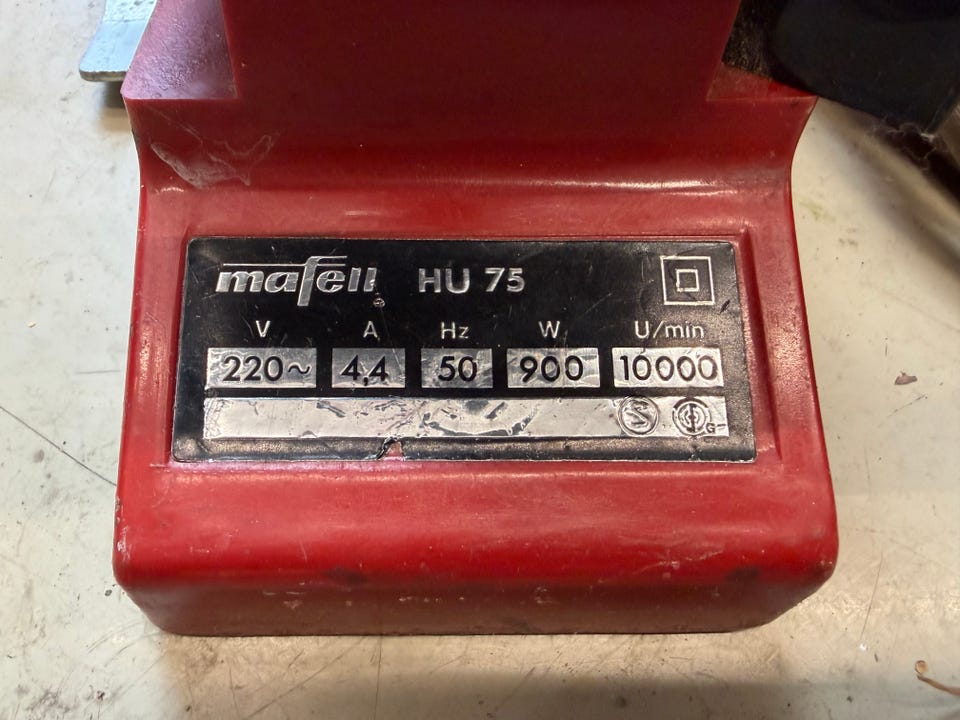 mafell HU 75
V A Hz W U/min
220~ 4,4 50 900 10000
S G